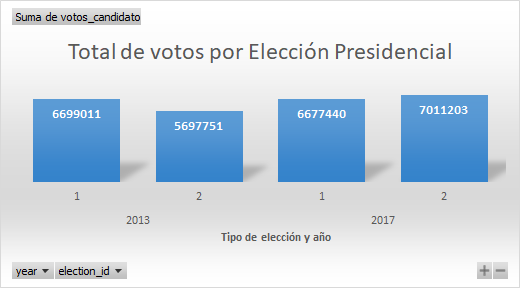 Suma de votos_candidato
Total de votos por Elección Presidencial
6699011 5697751 6677440 7011203
1 2 1 2
2013 2017
Tipo de elección y año
year election_id